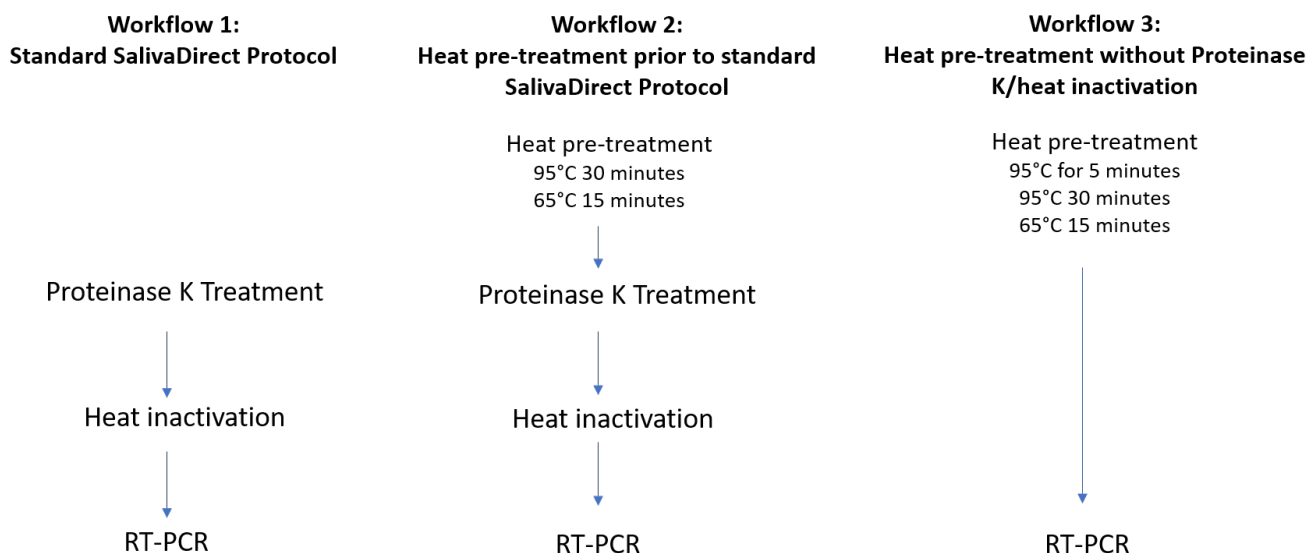 Workflow 1:
Standard SalivaDirect Protocol
Proteinase K Treatment
Heat inactivation
RT-PCR
Workflow 2:
Heat pre-treatment prior to standard
SalivaDirect Protocol
Heat pre-treatment
95°C 30 minutes
65°C 15 minutes
Proteinase K Treatment
Heat inactivation
RT-PCR
Workflow 3:
Heat pre-treatment without Proteinase
K/heat inactivation
Heat pre-treatment
95°C for 5 minutes
95°C 30 minutes
65°C 15 minutes
RT-PCR